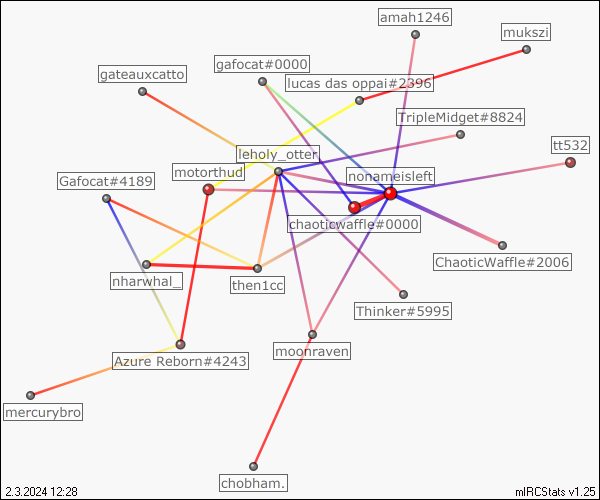 amah1246
mukszi
gafocat#0000
gateauxcatto
lucas das oppai#2396
TripleMidget#8824
tt532
leholy_otter
motorthud
nonameisleft
Gafocat#4189
chaoticwaffle#0000
ChaoticWaffle#2006
nharwhal_
then1cc
Thinker#5995
moonraven
Azure Reborn#4243
mercurybro
chobham.
2.3.2024 12:28
mIRCStats v1.25